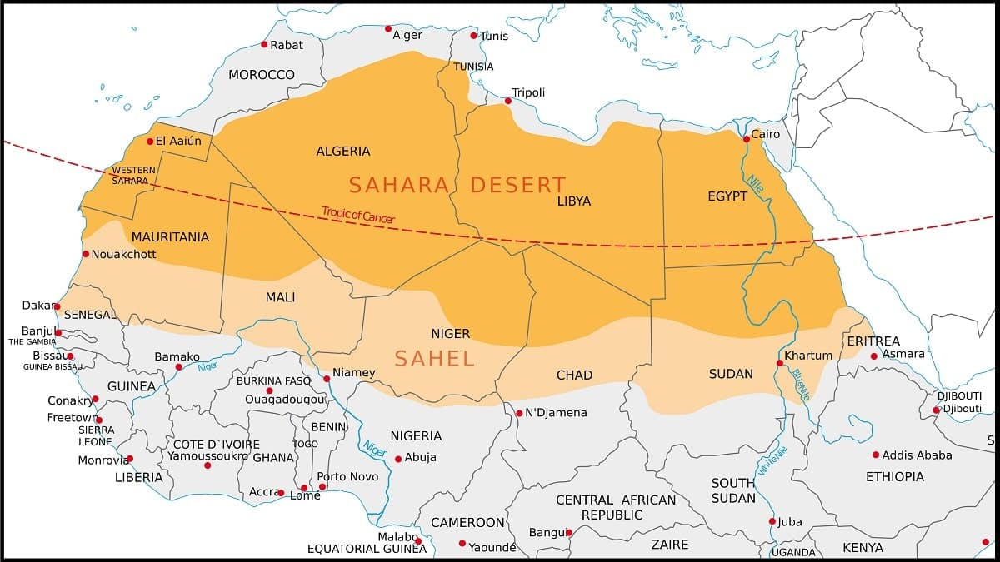 Rabat
Alger
Tunis
TUNISIA
MOROCCO
Tripoli
El Aaiún
Cairo
ALGERIA
WESTERN
SAHARA
SAHARA DESERT
LIBYA
EGYPT
Nile
Tropic of Cancer
MAURITANIA
Nouakchott
MALI
Dakar
SENEGAL
Banjul
THE GAMBIA
NIGER
ERITREA
Asmara
Bissau
GUINEA BISSAU
Bamako
Niger
SAHEL
Khartum
Niamey
CHAD
SUDAN
Blue Nile
BURKINA FASO
Ouagadougou
GUINEA
Conakry
DJIBOUTI
Djibouti
Freetown
SIERRA
LEONE
N'Djamena
BENIN
NIGERIA
COTE D`IVOIRE
Yamoussoukro
GHANA
TOGO
Niger
Abuja
Monrovia
LIBERIA
White Nile
Addis Ababa
S
ETHIOPIA
Porto Novo
Accra
Lomé
SOUTH
SUDAN
CENTRAL AFRICAN
REPUBLIC
CAMEROON
Juba
Bangui
Malabo
EQUATORIAL GUINEA
Yaoundé
ZAIRE
UGANDA
KENYA